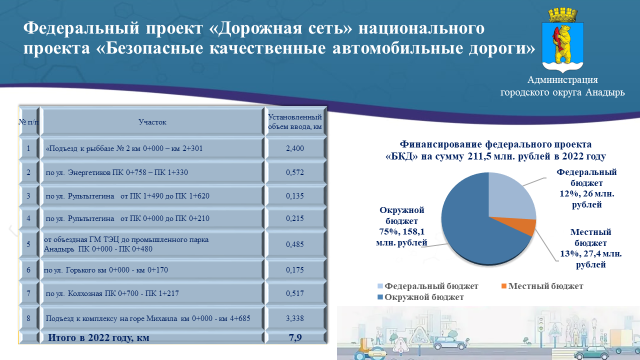 Федеральный проект «Дорожная сеть» национального
проекта «Безопасные качественные автомобильные дороги»
Администрация
городского округа Анадырь
№ п/п Участок Установленный объем ввода, км
1 «Подъезд к рыббазе № 2 км 0+000 – км 2+301 2,400
2 по ул. Энергетиков ПК 0+758 – ПК 1+330 0,572
3 по ул. Рультытегина от ПК 1+490 до ПК 1+620 0,135
4 по ул. Рультытегина от ПК 0+000 до ПК 0+210 0,215
5 от объездная ГМ ТЭЦ до промышленного парка
Анадырь ПК 0+000 - ПК 0+480 0,485
6 по ул. Горького км 0+000 - км 0+170 0,175
7 по ул. Колхозная ПК 0+700 - ПК 1+217 0,517
8 Подъезд к комплексу на горе Михаила км 0+000 - км 4+685 3,338
Итого в 2022 году, км 7,9
Финансирование федерального проекта
«БКД» на сумму 211,5 млн. рублей в 2022 году
Федеральный
бюджет
12%, 26 млн.
рублей
Местный
бюджет
13%, 27,4 млн.
рублей
Окружной
бюджет
75%, 158,1
млн. рублей
Федеральный бюджет Местный бюджет
Окружной бюджет